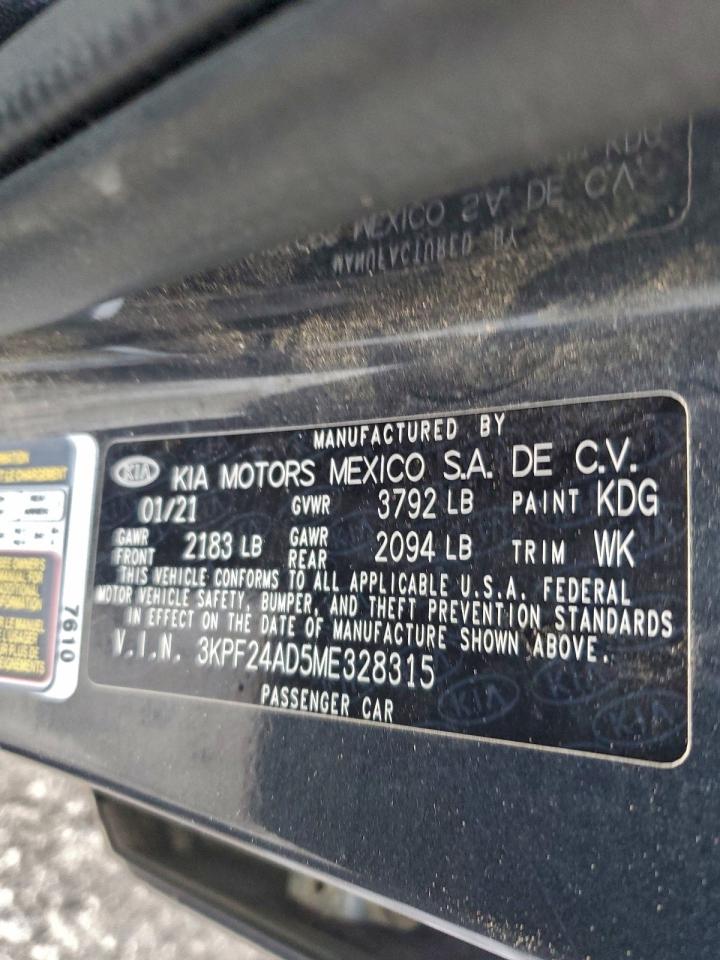 MANUFACTURED BY
KIA KIA MOTORS MEXICO S.A. DE C.V.
01/21 GVWR 3792 LB PAINT KDG
GAWR FRONT 2183 LB GAWR REAR 2094 LB TRIM WK
THIS VEHICLE CONFORMS TO ALL APPLICABLE U.S.A. FEDERAL
MOTOR VEHICLE SAFETY, BUMPER, AND THEFT PREVENTION STANDARDS
IN EFFECT ON THE DATE OF MANUFACTURE SHOWN ABOVE.
V.I.N. 3KPF24AD5ME328315
PASSENGER CAR
7610